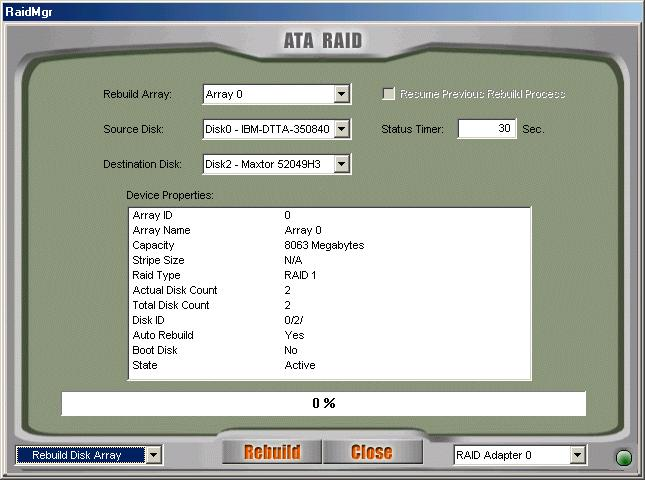 RaidMgr
ATA RAID
Rebuild Array: Array 0 Resume Previous Rebuild Process
Source Disk: Disk0 - IBM-DTTA-350840 Status Timer: 30 Sec.
Destination Disk: Disk2 - Maxtor 52049H3
Device Properties:
Array ID 0
Array Name Array 0
Capacity 8063 Megabytes
Stripe Size N/A
Raid Type RAID 1
Actual Disk Count 2
Total Disk Count 2
Disk ID 0/2/
Auto Rebuild Yes
Boot Disk No
State Active
0 %
Rebuild Disk Array Rebuild Close RAID Adapter 0